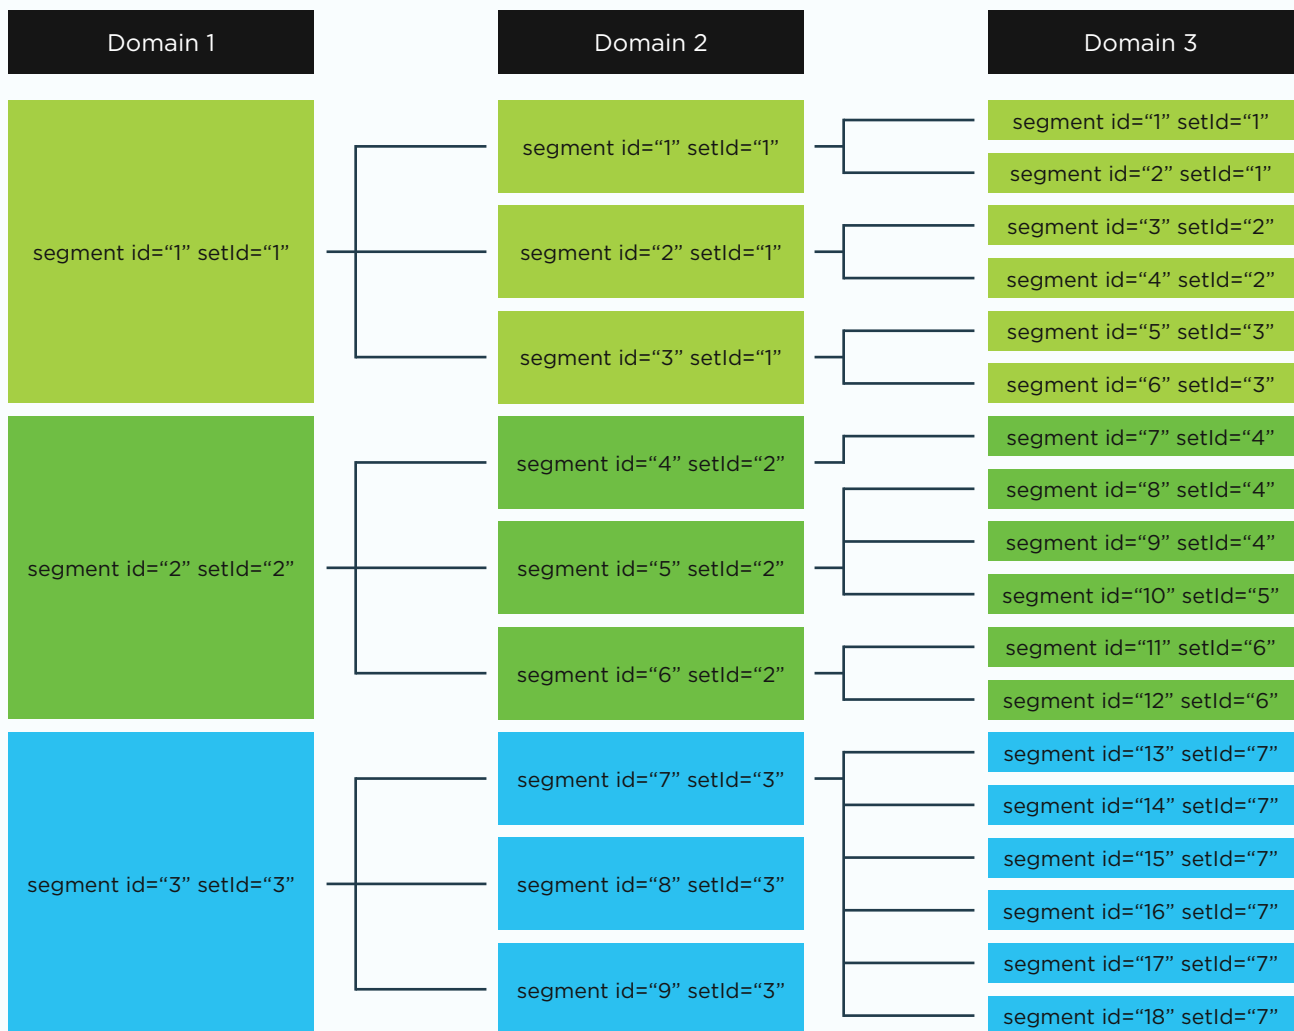 Domain 1
Domain 2
Domain 3
segment id=“1” setId=“1”
segment id=“2” setId=“2”
segment id=“3” setId=“3”
segment id=“1” setId=“1”
segment id=“2” setId=“1”
segment id=“3” setId=“1”
segment id=“4” setId=“2”
segment id=“5” setId=“2”
segment id=“6” setId=“2”
segment id=“7” setId=“3”
segment id=“8” setId=“3”
segment id=“9” setId=“3”
segment id=“1” setId=“1”
segment id=“2” setId=“1”
segment id=“3” setId=“2”
segment id=“4” setId=“2”
segment id=“5” setId=“3”
segment id=“6” setId=“3”
segment id=“7” setId=“4”
segment id=“8” setId=“4”
segment id=“9” setId=“4”
segment id=“10” setId=“5”
segment id=“11” setId=“6”
segment id=“12” setId=“6”
segment id=“13” setId=“7”
segment id=“14” setId=“7”
segment id=“15” setId=“7”
segment id=“16” setId=“7”
segment id=“17” setId=“7”
segment id=“18” setId=“7”